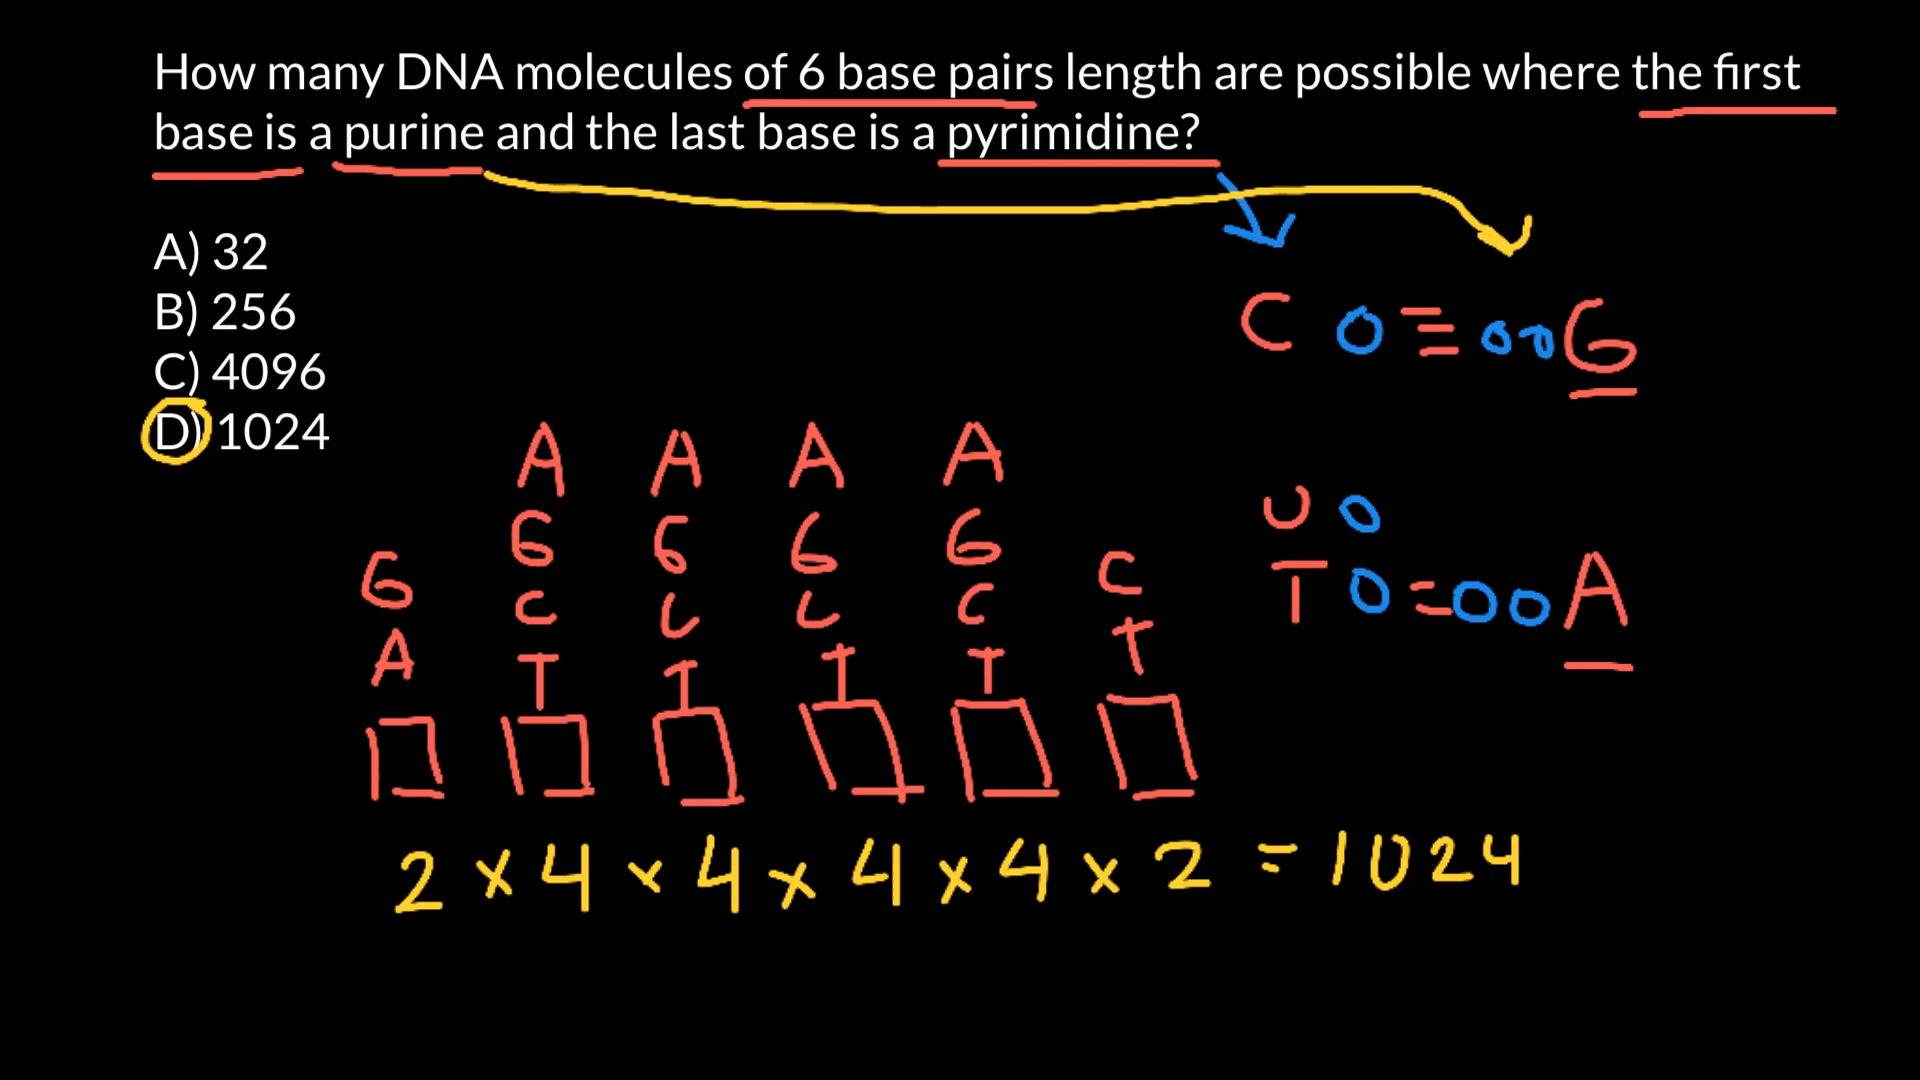 How many DNA molecules of 6 base pairs length are possible where the first
base is a purine and the last base is a pyrimidine?
A) 32
B) 256
C) 4096
D) 1024
C ≡ G
U
T = A
A A A A
G G G G G C
A C C C C T
T T T T
2 × 4 × 4 × 4 × 4 × 2 = 1024